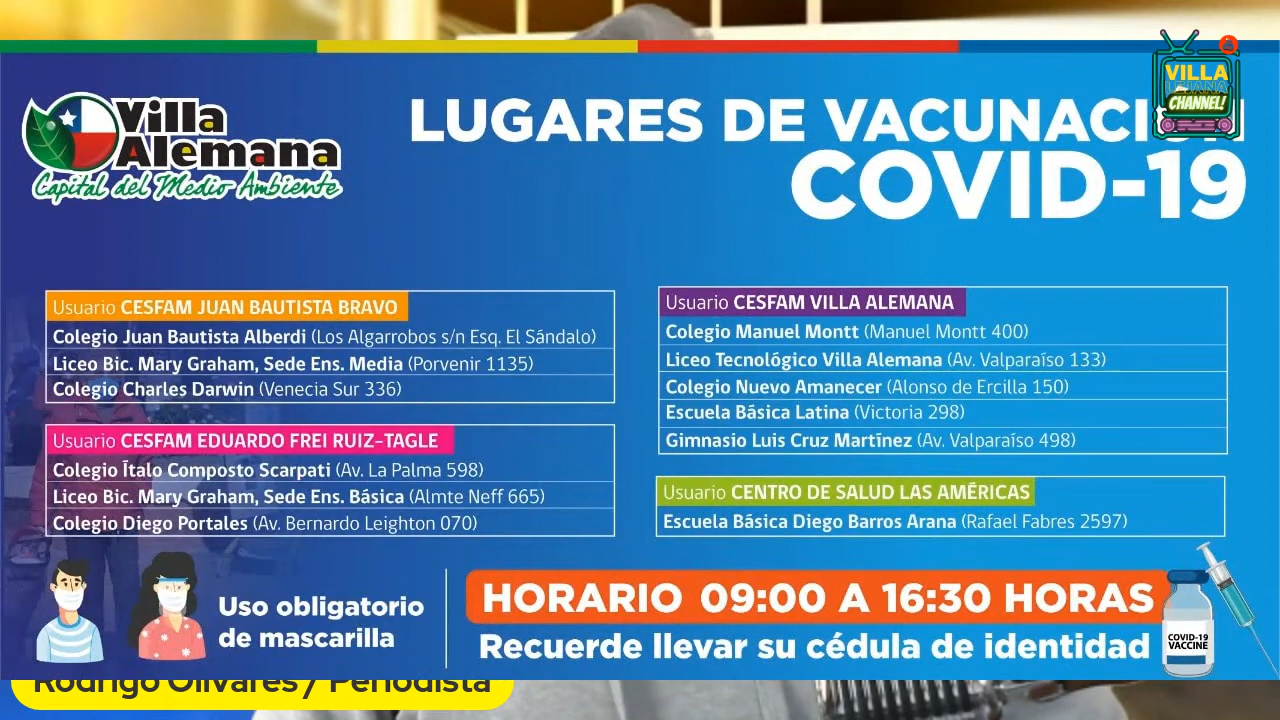 Villa
Alemana
Capital del Medio Ambiente
LUGARES DE VACUNACIÓN
COVID-19
VILLA
CHANNEL!
Usuario CESFAM JUAN BAUTISTA BRAVO
Colegio Juan Bautista Alberdi (Los Algarrobos s/n Esq. El Sándalo)
Liceo Bic. Mary Graham, Sede Ens. Media (Porvenir 1135)
Colegio Charles Darwin (Venecia Sur 336)
Usuario CESFAM EDUARDO FREI RUIZ-TAGLE
Colegio Ítalo Composto Scarpati (Av. La Palma 598)
Liceo Bic. Mary Graham, Sede Ens. Básica (Almte Neff 665)
Colegio Diego Portales (Av. Bernardo Leighton 070)
Usuario CESFAM VILLA ALEMANA
Colegio Manuel Montt (Manuel Montt 400)
Liceo Tecnológico Villa Alemana (Av. Valparaíso 133)
Colegio Nuevo Amanecer (Alonso de Ercilla 150)
Escuela Básica Latina (Victoria 298)
Gimnasio Luis Cruz Martínez (Av. Valparaíso 498)
Usuario CENTRO DE SALUD LAS AMÉRICAS
Escuela Básica Diego Barros Arana (Rafael Fabres 2597)
Uso obligatorio
de mascarilla
HORARIO 09:00 A 16:30 HORAS
Recuerde llevar su cédula de identidad
COVID-19
VACCINE
Rodrigo Olivares / Periodista